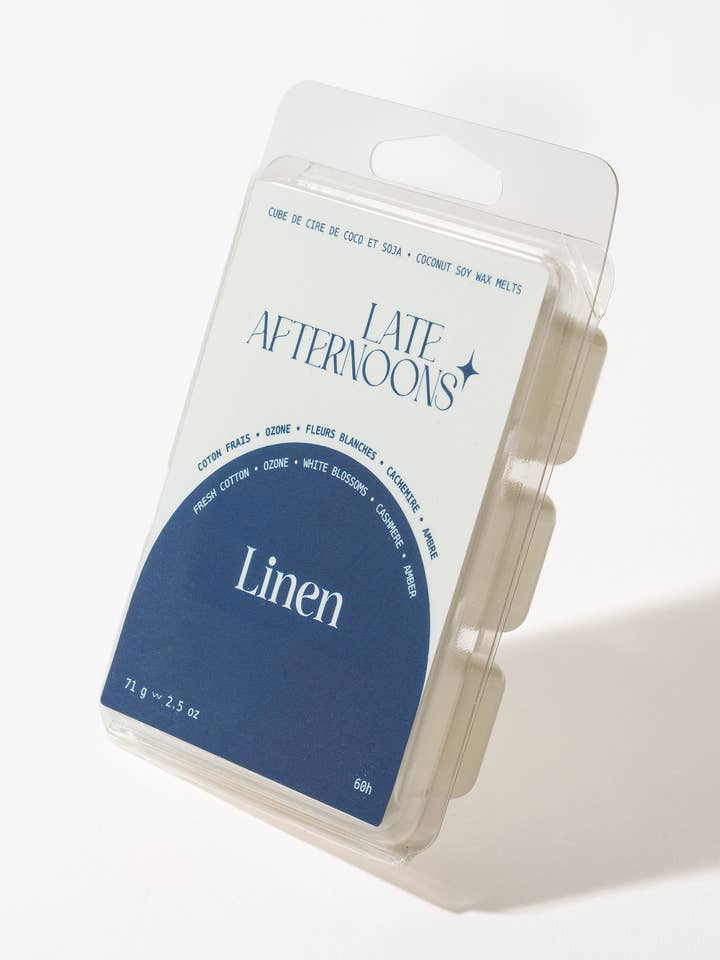 CUBE DE CIRE DE COCO ET SOJA • COCONUT SOY WAX MELTS
LATE
AFTERNOONS
COTON FRAIS • OZONE • FLEURS BLANCHES • CACHEMIRE • AMBRE
FRESH COTTON • OZONE • WHITE BLOSSOMS • CASHMERE • AMBER
Linen
71 g ~ 2.5 oz
60h